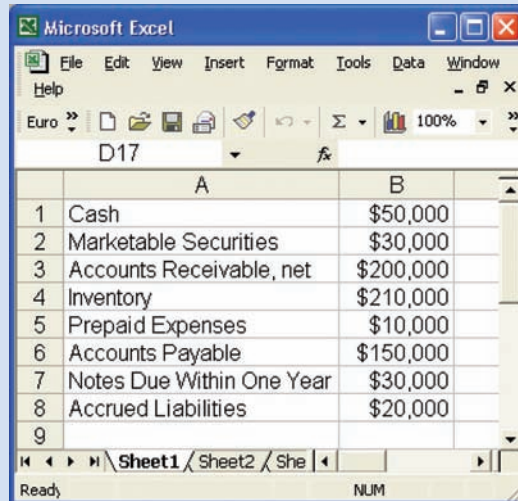 Microsoft Excel
File Edit View Insert Format Tools Data Window
Help
Euro » Σ 100% »
D17 fx
A B
1 Cash $50,000
2 Marketable Securities $30,000
3 Accounts Receivable, net $200,000
4 Inventory $210,000
5 Prepaid Expenses $10,000
6 Accounts Payable $150,000
7 Notes Due Within One Year $30,000
8 Accrued Liabilities $20,000
9
Sheet1 / Sheet2 / She
Ready NUM